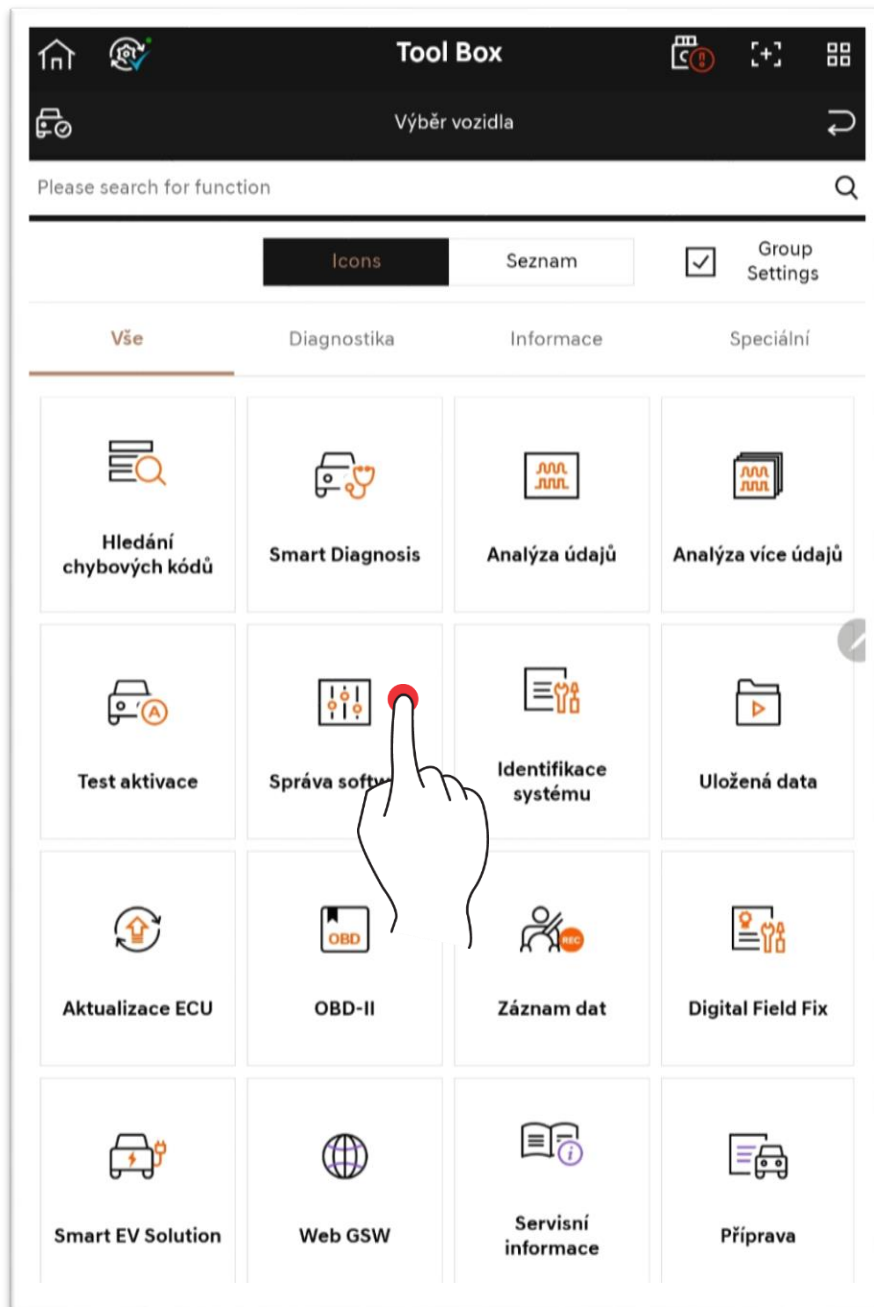 Tool Box
Výběr vozidla
Please search for function
Icons
Seznam
Group
Settings
Vše
Diagnostika
Informace
Speciální
Hledání
chybových kódů
Smart Diagnosis
Analýza údajů
Analýza více údajů
Test aktivace
Správa
Identifikace
systému
Uložená data
Aktualizace ECU
OBD
OBD-II
REC
Záznam dat
Digital Field Fix
Smart EV Solution
Web GSW
Servisní
informace
Příprava